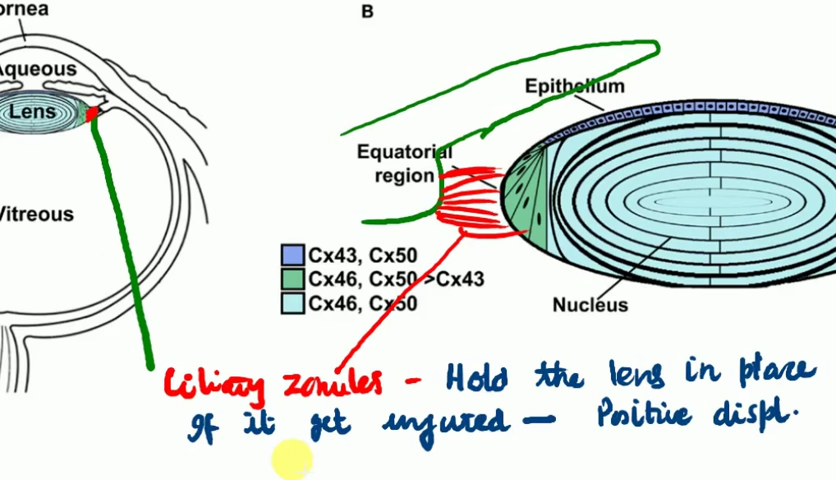 B
ornea
Aqueous
Lens
Vitreous
Epithelium
Equatorial
region
Cx43, Cx50
Cx46, Cx50 >Cx43
Cx46, Cx50
Nucleus
Ciliary zonules - Hold the lens in place
If it get injured - Positive displ.